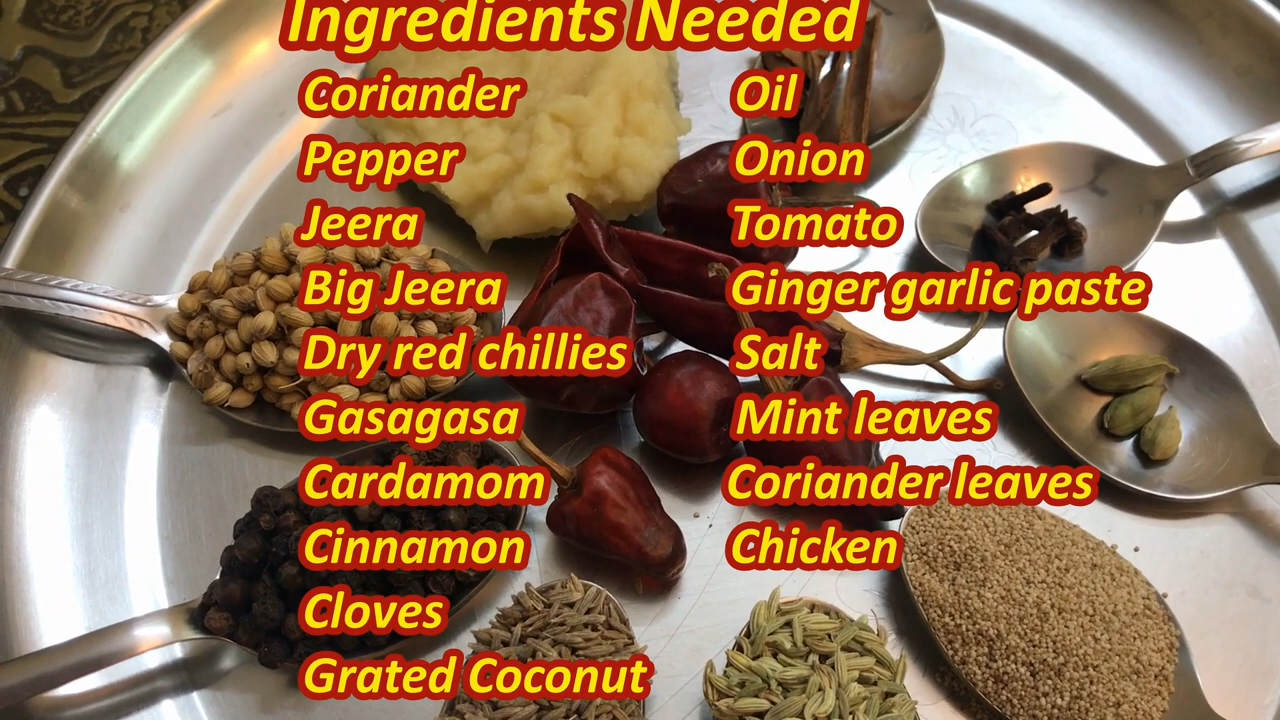 Ingredients Needed
Coriander
Pepper
Jeera
Big Jeera
Dry red chillies
Gasagasa
Cardamom
Cinnamon
Cloves
Grated Coconut
Oil
Onion
Tomato
Ginger garlic paste
Salt
Mint leaves
Coriander leaves
Chicken